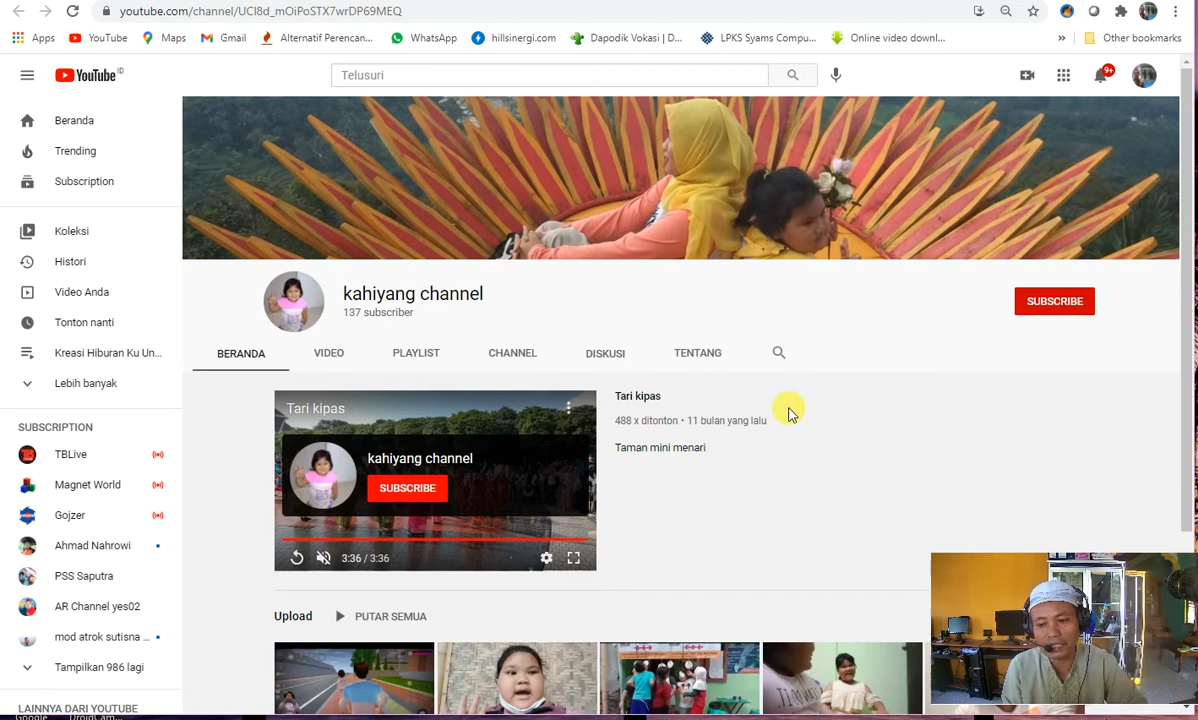 youtube.com/channel/UCl8d_mOiPoSTX7wrDP69MEQ
Apps
YouTube
Maps
Gmail
Alternatif Perencan...
WhatsApp
hillsinergi.com
Dapodik Vokasi | D...
LPKS Syams Compu...
Online video downl...
»
Other bookmarks
YouTube ID
Telusuri
9+
Beranda
Trending
Subscription
Koleksi
Histori
Video Anda
Tonton nanti
Kreasi Hiburan Ku Un...
Lebih banyak
SUBSCRIPTION
TBLive
Magnet World
Gojzer
Ahmad Nahrowi
PSS Saputra
AR Channel yes02
mod atrok sutisna ...
Tampilkan 986 lagi
LAINNYA DARI YOUTUBE
kahiyang channel
137 subscriber
SUBSCRIBE
BERANDA
VIDEO
PLAYLIST
CHANNEL
DISKUSI
TENTANG
Tari kipas
kahiyang channel
SUBSCRIBE
3:36 / 3:36
Tari kipas
488 x ditonton • 11 bulan yang lalu
Taman mini menari
Upload
PUTAR SEMUA
Google
DroidCam...